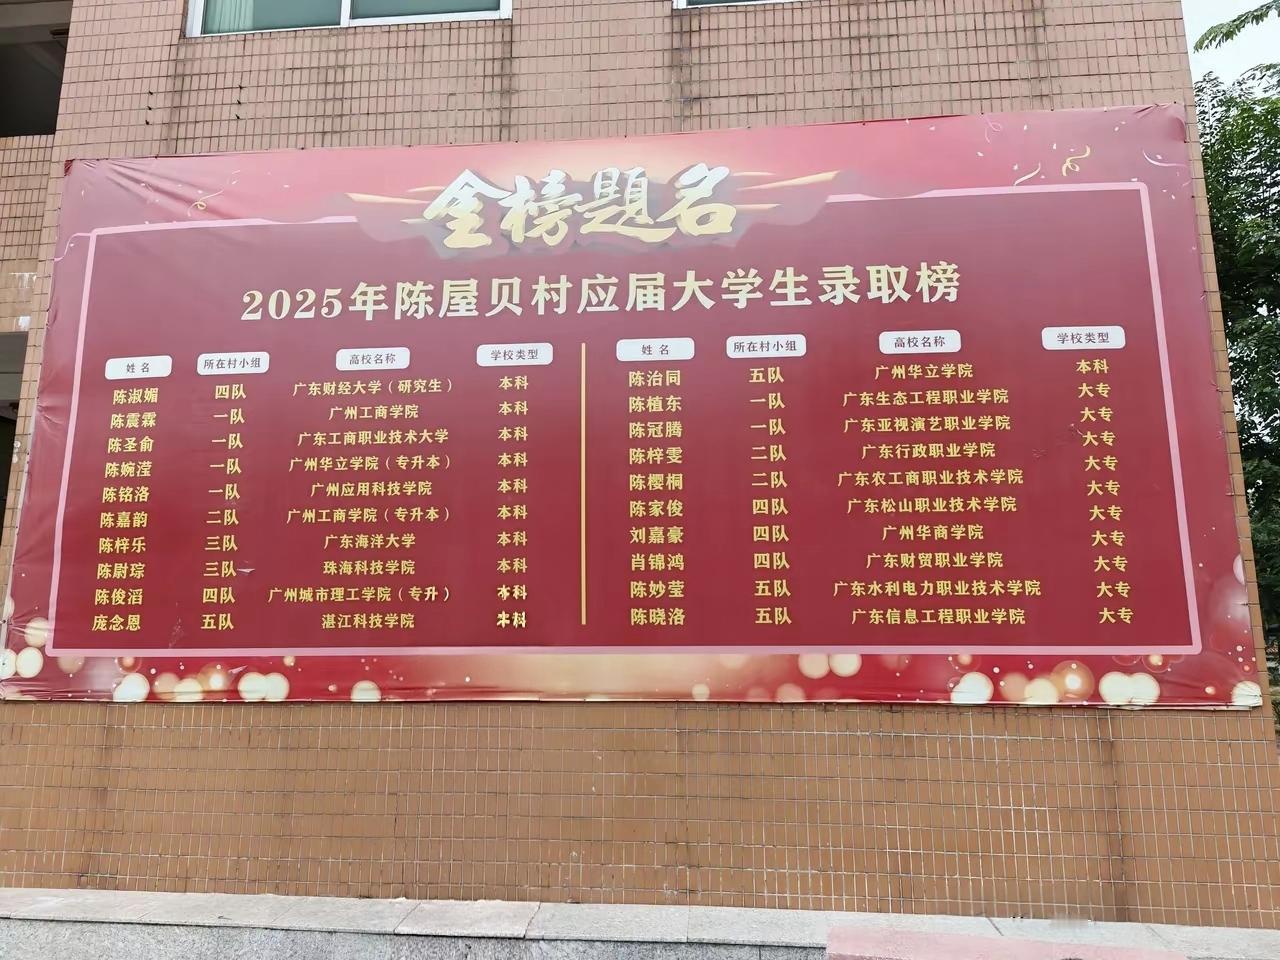 金榜题名
2025年陈屋贝村应届大学生录取榜
姓名 所在村小组 高校名称 学校类型
陈淑媚 四队 广东财经大学（研究生） 本科
陈震霖 一队 广州工商学院 本科
陈圣俞 一队 广东工商职业技术大学 本科
陈婉滢 一队 广州华立学院（专升本） 本科
陈铭洛 一队 广州应用科技学院 本科
陈嘉韵 二队 广州工商学院（专升本） 本科
陈梓乐 三队 广东海洋大学 本科
陈尉琮 三队 珠海科技学院 本科
陈俊滔 四队 广州城市理工学院（专升） 本科
庞念恩 五队 湛江科技学院 本科
姓名 所在村小组 高校名称 学校类型
陈治同 五队 广州华立学院 本科
陈植东 一队 广东生态工程职业学院 大专
陈冠腾 一队 广东亚视演艺职业学院 大专
陈梓雯 二队 广东行政职业学院 大专
陈樱桐 二队 广东农工商职业技术学院 大专
陈家俊 四队 广东松山职业技术学院 大专
刘嘉豪 四队 广州华商学院 大专
肖锦鸿 四队 广东财贸职业学院 大专
陈妙莹 五队 广东水利电力职业技术学院 大专
陈晓洛 五队 广东信息工程职业学院 大专